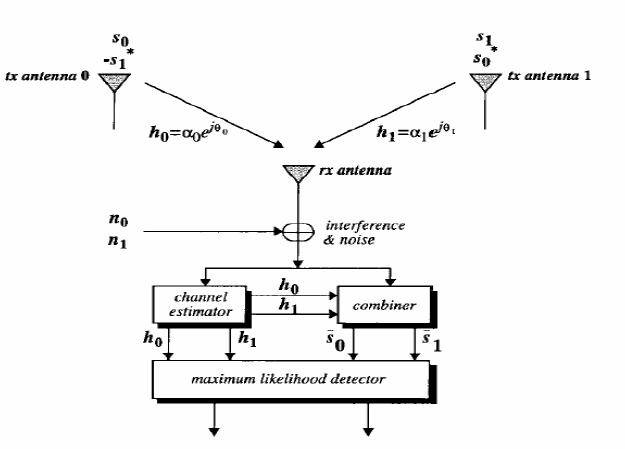 s0 s1
-s1* s0*
tx antenna 0 tx antenna 1
h0=α0e^jθ0 h1=α1e^jθ1
rx antenna
n0
n1
interference
& noise
h0
h1
channel
estimator
combiner
h0 h1 s̄0 s̄1
maximum likelihood detector